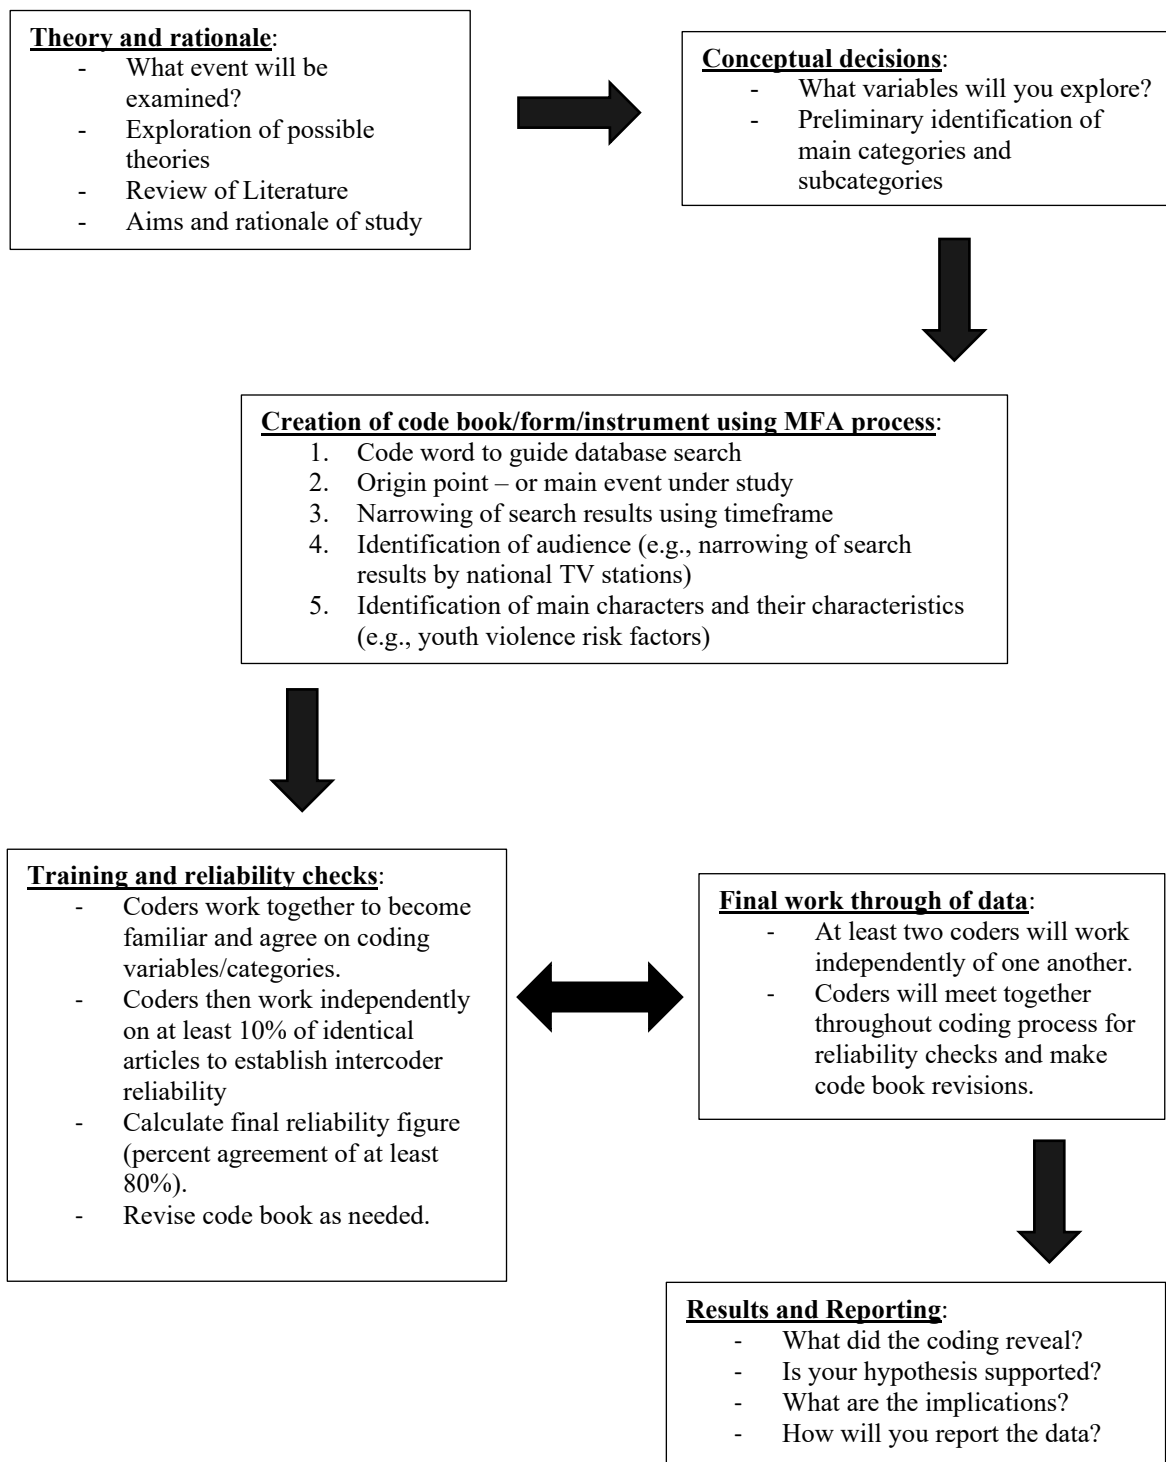 Theory and rationale:
- What event will be
examined?
- Exploration of possible
theories
- Review of Literature
- Aims and rationale of study
Conceptual decisions:
- What variables will you explore?
- Preliminary identification of
main categories and
subcategories
Creation of code book/form/instrument using MFA process:
1. Code word to guide database search
2. Origin point – or main event under study
3. Narrowing of search results using timeframe
4. Identification of audience (e.g., narrowing of search
results by national TV stations)
5. Identification of main characters and their characteristics
(e.g., youth violence risk factors)
Training and reliability checks:
- Coders work together to become
familiar and agree on coding
variables/categories.
- Coders then work independently
on at least 10% of identical
articles to establish intercoder
reliability
- Calculate final reliability figure
(percent agreement of at least
80%).
- Revise code book as needed.
Final work through of data:
- At least two coders will work
independently of one another.
- Coders will meet together
throughout coding process for
reliability checks and make
code book revisions.
Results and Reporting:
- What did the coding reveal?
- Is your hypothesis supported?
- What are the implications?
- How will you report the data?